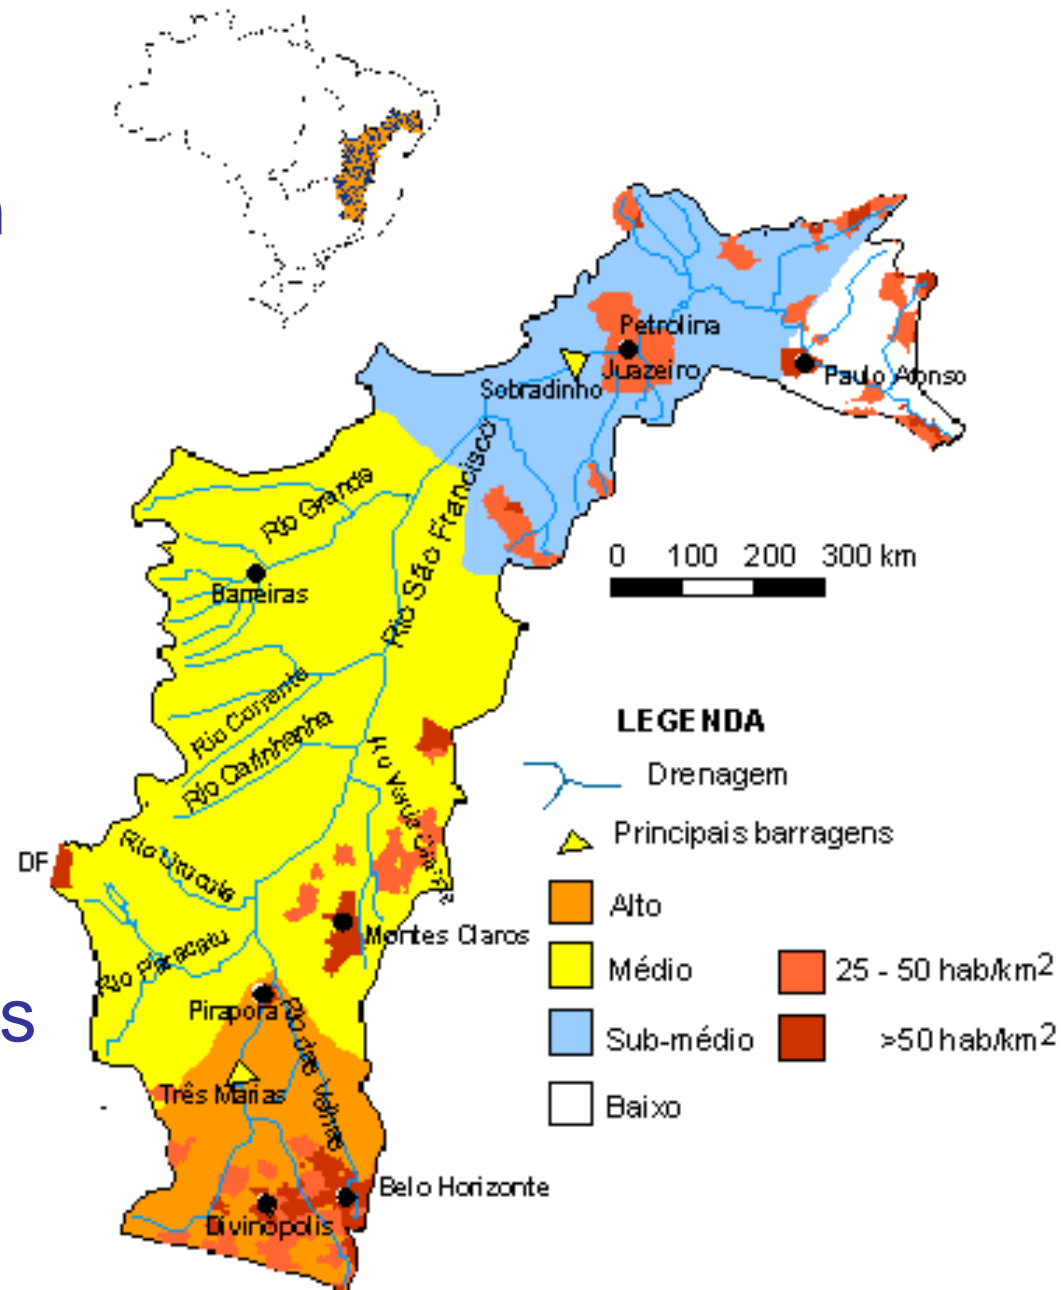 Petrolina
Juazeiro
Sobradinho
Paulo Afonso
Rio São Francisco
Rio Grande
0 100 200 300 km
Barreiras
Rio Corrente
LEGENDA
Rio Carinhanha
Drenagem
Principais barragens
DF
Rio Urucuia
Alto
Montes Claros
Rio Paracatu
Médio
25 - 50 hab/km2
Pirapora
s
Rio das Velhas
Sub-médio
>50 hab/km2
Três Marias
Baixo
Belo Horizonte
Divinópolis